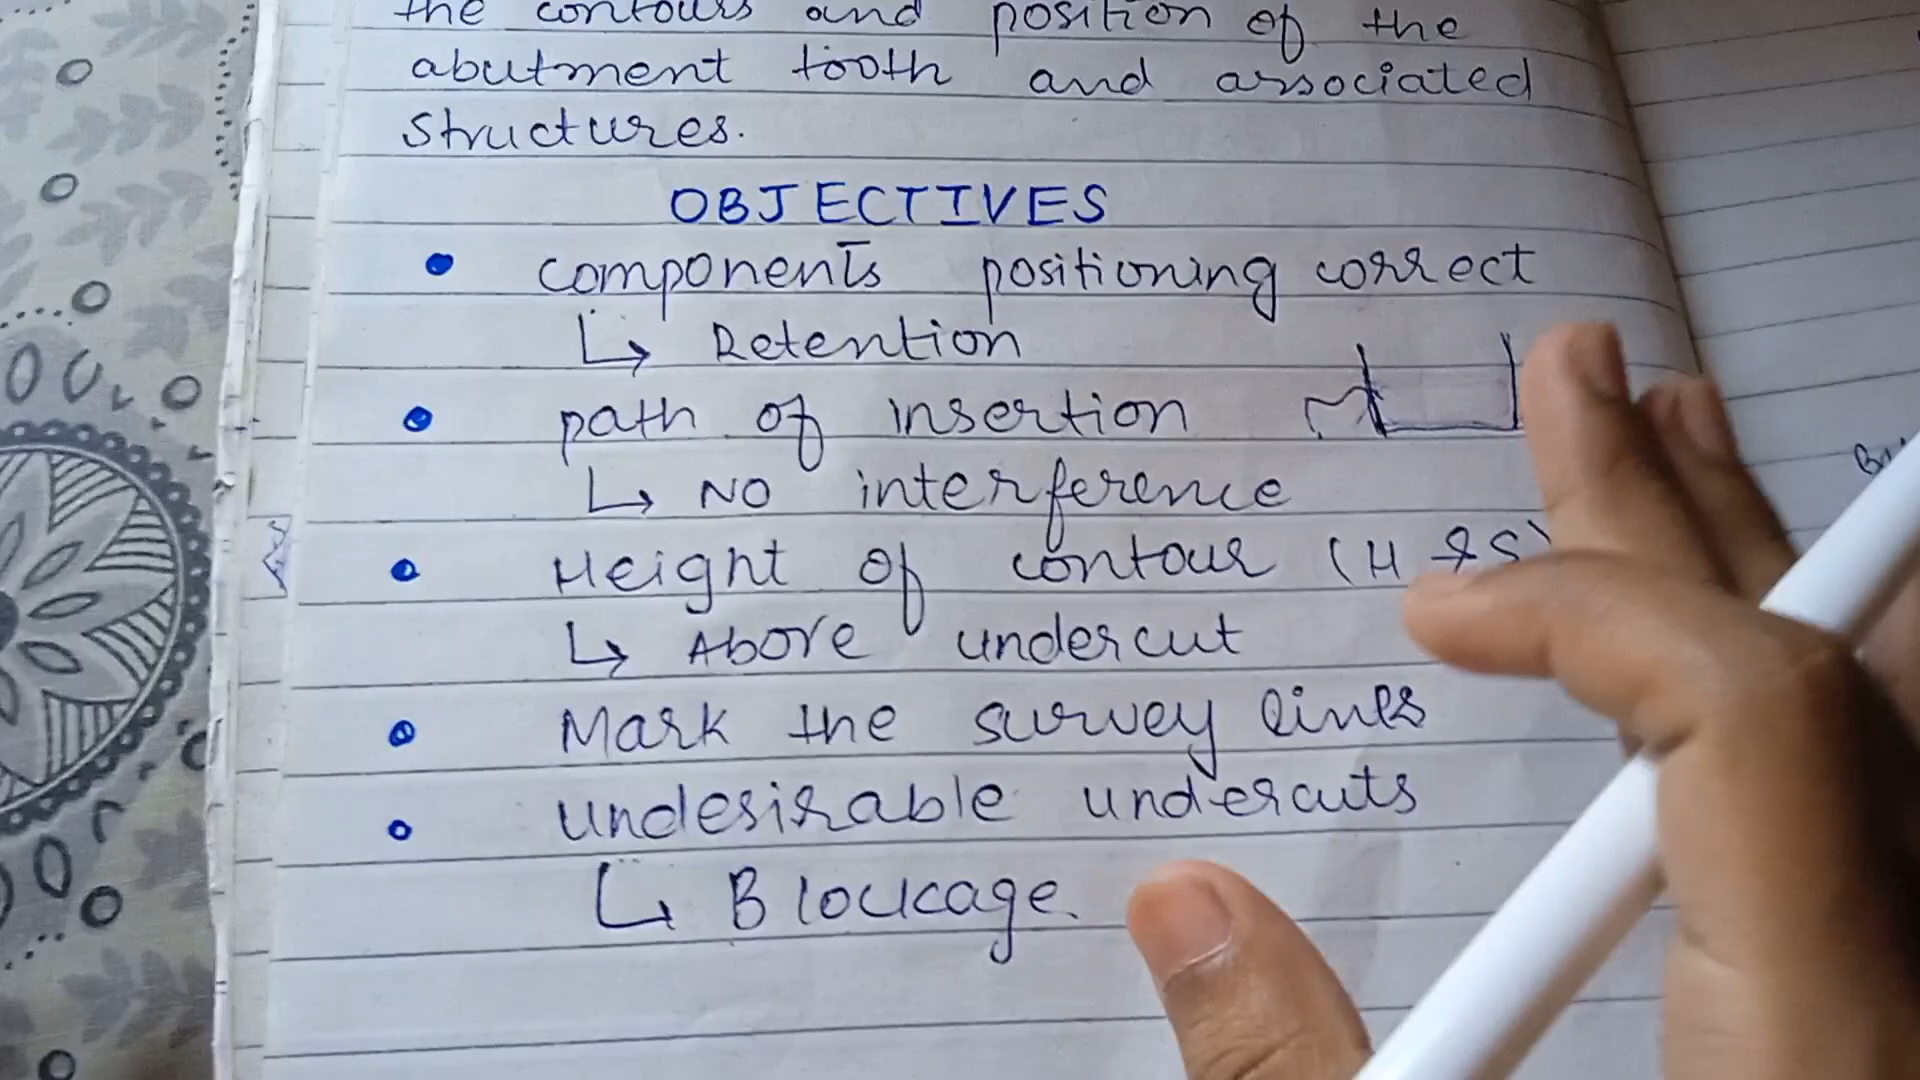 the contours and position of the
abutment tooth and associated
structures.
OBJECTIVES
• components positioning correct
↳ Retention
• path of insertion
↳ NO interference
• Height of contour (H & S)
↳ Above undercut
• Mark the survey lines
• undesirable undercuts
↳ Blockage